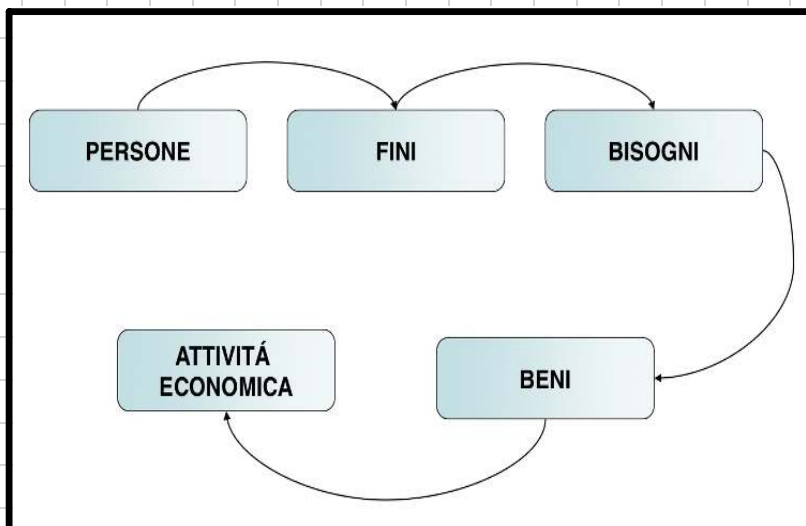 PERSONE
FINI
BISOGNI
BENI
ATTIVITÁ
ECONOMICA